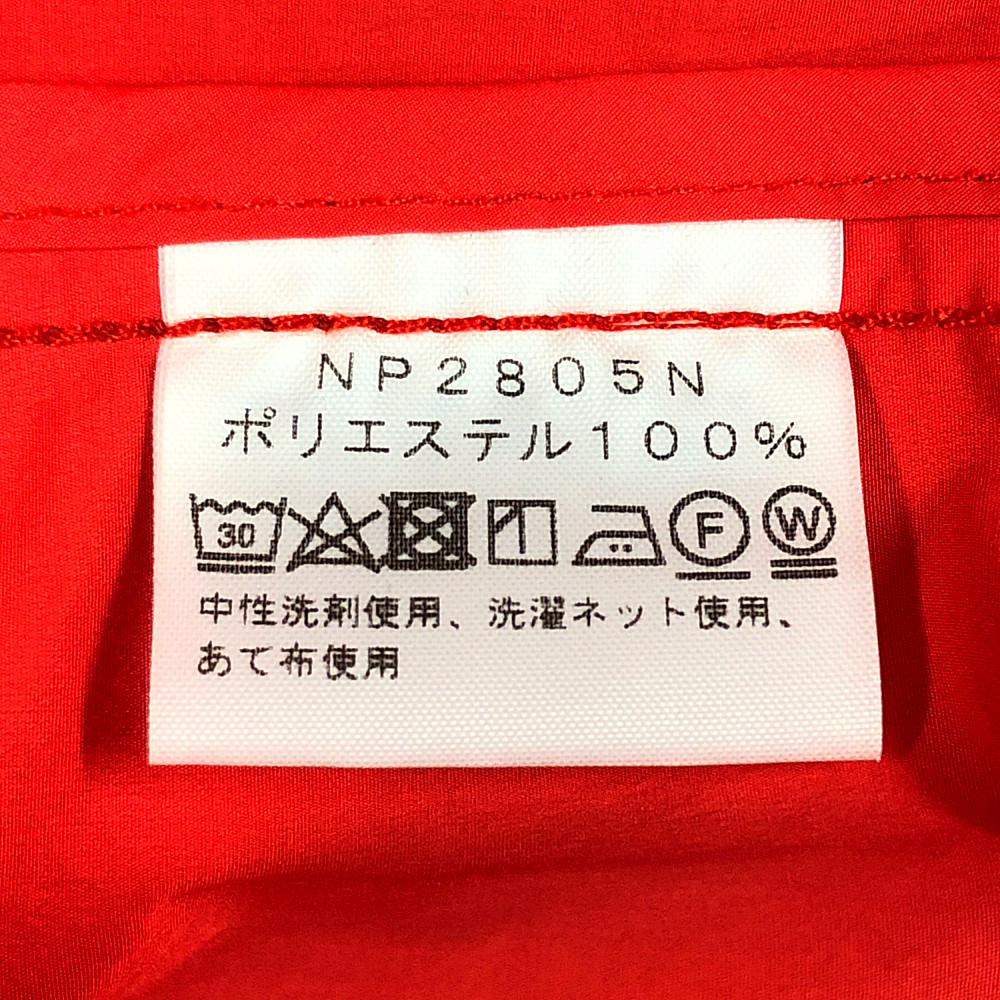 NP2805N
ポリエステル100%
30 F W
中性洗剤使用、洗濯ネット使用、
あて布使用